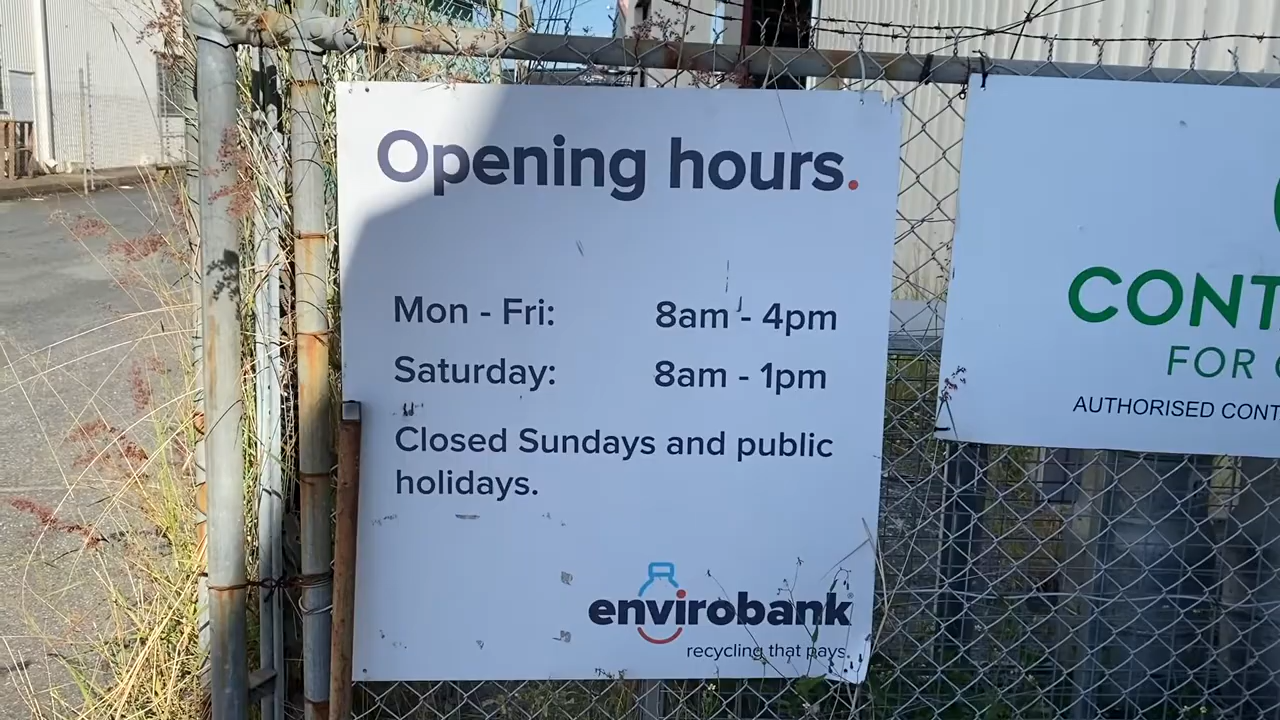 Opening hours.
Mon - Fri: 8am - 4pm
Saturday: 8am - 1pm
Closed Sundays and public
holidays.
envirobank
recycling that pays.
CONT
FOR
AUTHORISED CONT